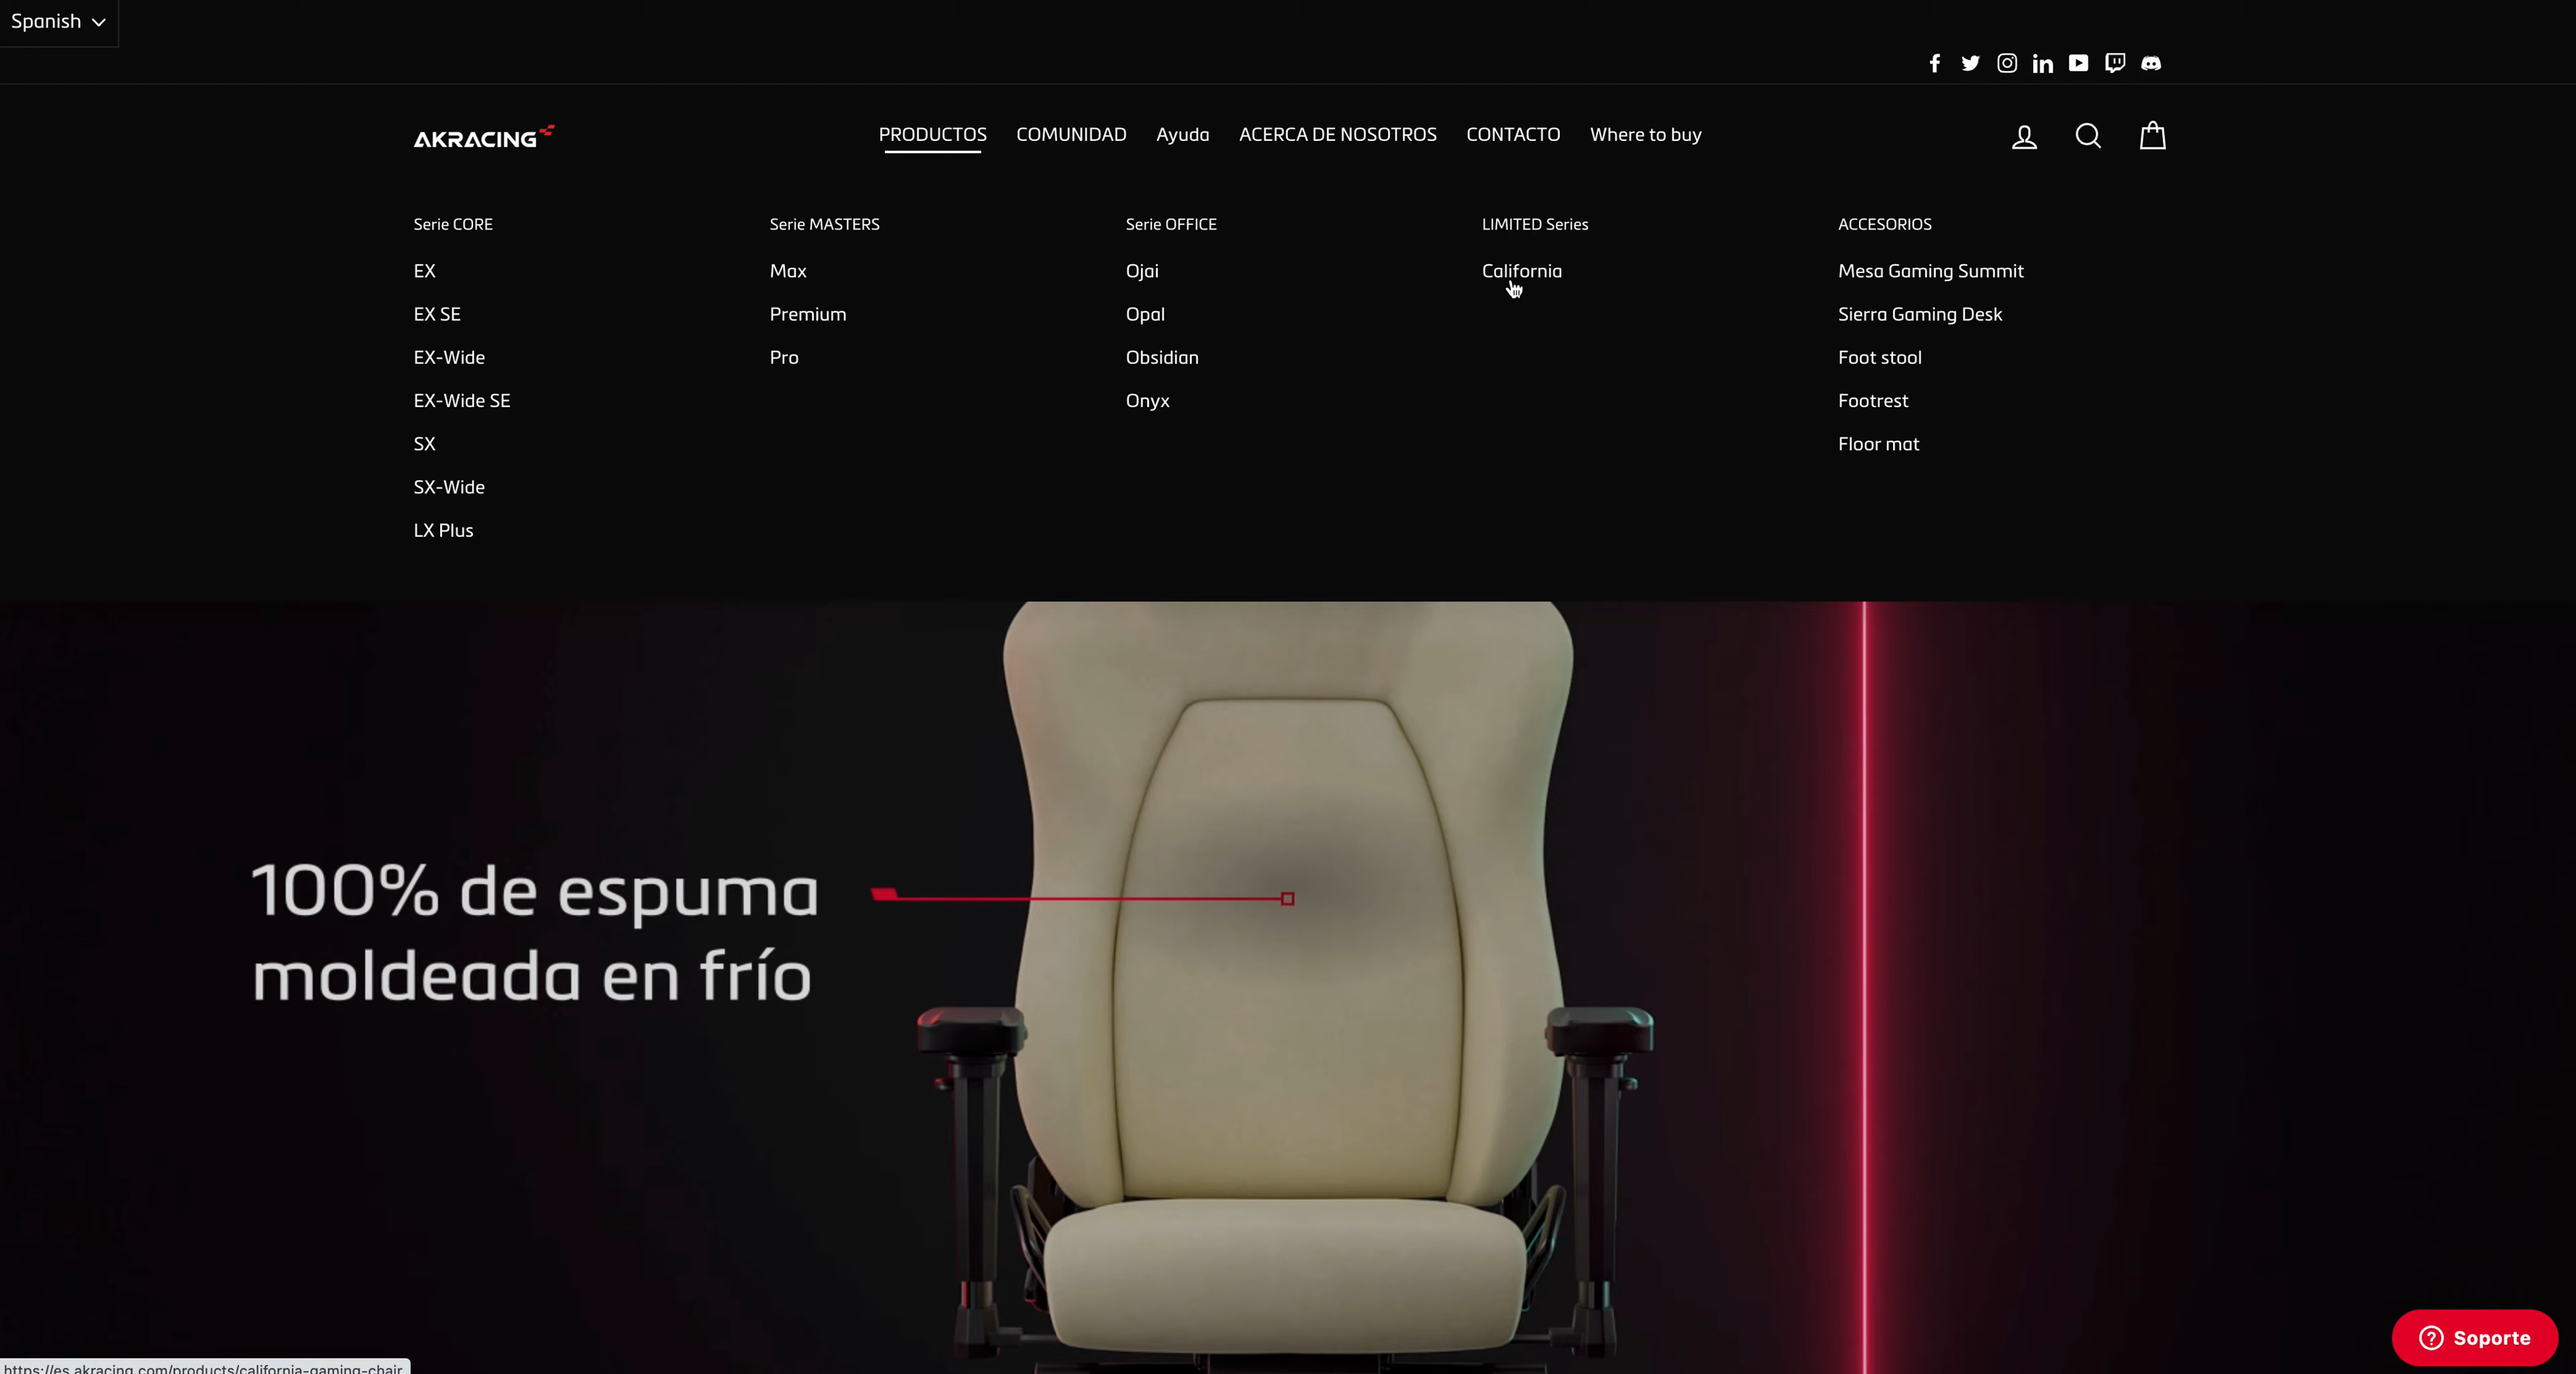 Spanish
AKRACING
PRODUCTOS COMUNIDAD Ayuda ACERCA DE NOSOTROS CONTACTO Where to buy
Serie CORE
EX
EX SE
EX-Wide
EX-Wide SE
SX
SX-Wide
LX Plus
Serie MASTERS
Max
Premium
Pro
Serie OFFICE
Ojai
Opal
Obsidian
Onyx
LIMITED Series
California
ACCESORIOS
Mesa Gaming Summit
Sierra Gaming Desk
Foot stool
Footrest
Floor mat
100% de espuma
moldeada en frío
Soporte
https://es.akracing.com/products/california-gaming-chair